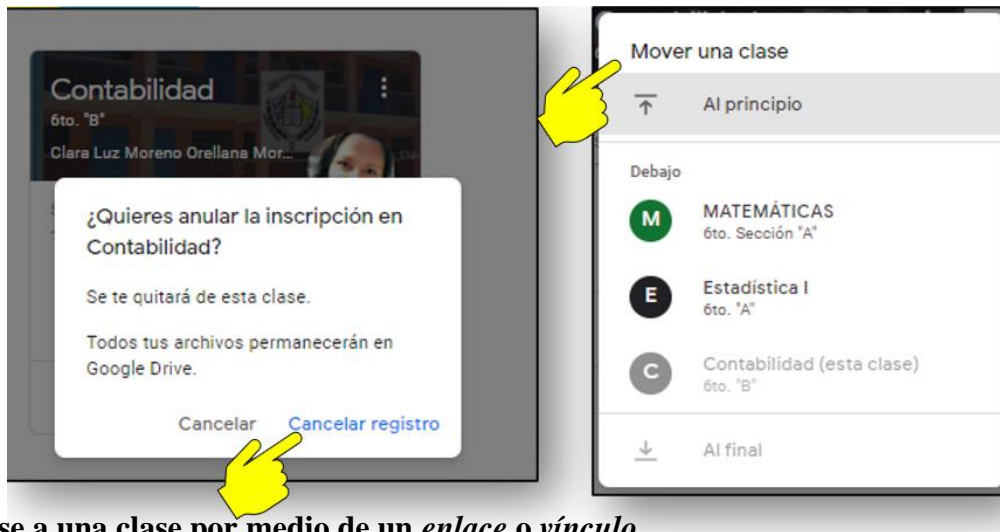 Contabilidad
6to. "B"
Clara Luz Moreno Orellana Mor...
¿Quieres anular la inscripción en
Contabilidad?
Se te quitará de esta clase.
Todos tus archivos permanecerán en
Google Drive.
Cancelar Cancelar registro
Mover una clase
Al principio
Debajo
M MATEMÁTICAS
6to. Sección "A"
E Estadística I
6to. "A"
C Contabilidad (esta clase)
6to. "B"
Al final
se a una clase por medio de un enlace o vínculo